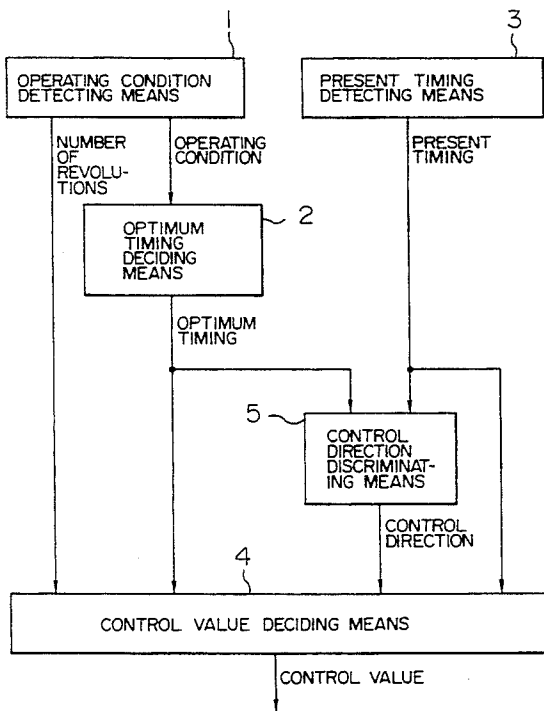 1
3
OPERATING CONDITION
DETECTING MEANS
PRESENT TIMING
DETECTING MEANS
NUMBER
OF
REVOLU-
TIONS
OPERATING
CONDITION
PRESENT
TIMING
2
OPTIMUM
TIMING
DECIDING
MEANS
OPTIMUM
TIMING
5
CONTROL
DIRECTION
DISCRIMINAT-
ING MEANS
CONTROL
DIRECTION
4
CONTROL VALUE DECIDING MEANS
CONTROL VALUE